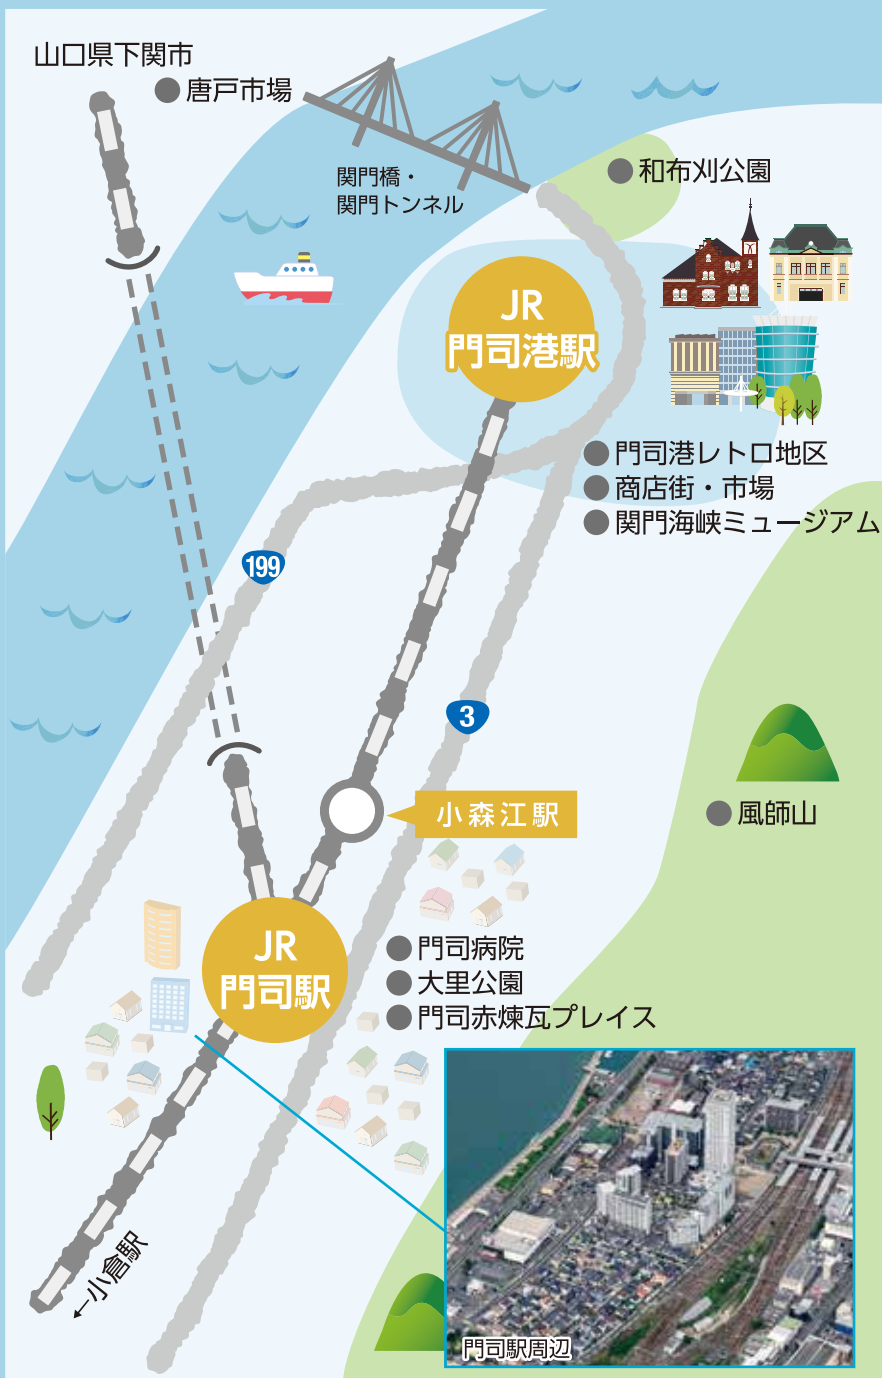 山口県下関市
唐戸市場
関門橋・
関門トンネル
和布刈公園
JR
門司港駅
門司港レトロ地区
商店街・市場
関門海峡ミュージアム
199
3
小森江駅
風師山
JR
門司駅
門司病院
大里公園
門司赤煉瓦プレイス
←小倉駅
門司駅周辺